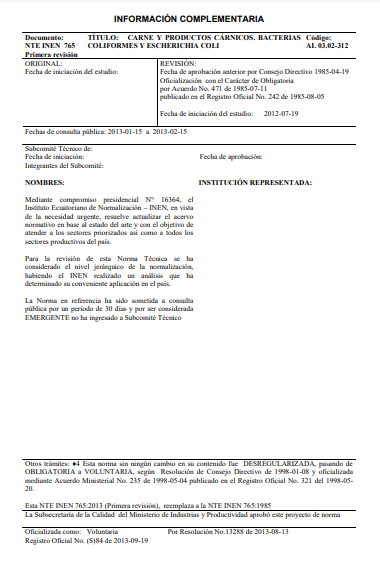 INFORMACIÓN COMPLEMENTARIA
Documento: TÍTULO: CARNE Y PRODUCTOS CÁRNICOS. BACTERIAS Código:
NTE INEN 765 COLIFORMES Y ESCHERICHIA COLI AL 03.02-312
Primera revisión
ORIGINAL:
Fecha de iniciación del estudio:
REVISIÓN:
Fecha de aprobación anterior por Consejo Directivo 1985-04-19
Oficialización con el Carácter de Obligatoria
por Acuerdo No. 471 de 1985-07-11
publicado en el Registro Oficial No. 242 de 1985-08-05
Fecha de iniciación del estudio: 2012-07-19
Fechas de consulta pública: 2013-01-15 a 2013-02-15
Subcomité Técnico de:
Fecha de iniciación: Fecha de aprobación:
Integrantes del Subcomité:
NOMBRES: INSTITUCIÓN REPRESENTADA:
Mediante compromiso presidencial N° 16364, el
Instituto Ecuatoriano de Normalización – INEN, en vista
de la necesidad urgente, resuelve actualizar el acervo
normativo en base al estado del arte y con el objetivo de
atender a los sectores priorizados así como a todos los
sectores productivos del país.
Para la revisión de esta Norma Técnica se ha
considerado el nivel jerárquico de la normalización,
habiendo el INEN realizado un análisis que ha
determinado su conveniente aplicación en el país.
La Norma en referencia ha sido sometida a consulta
pública por un periodo de 30 días y por ser considerada
EMERGENTE no ha ingresado a Subcomité Técnico
Otros trámites: ♦4 Esta norma sin ningún cambio en su contenido fue DESREGULARIZADA, pasando de
OBLIGATORIA a VOLUNTARIA, según Resolución de Consejo Directivo de 1998-01-08 y oficializada
mediante Acuerdo Ministerial No. 235 de 1998-05-04 publicado en el Registro Oficial No. 321 del 1998-05-
20.
Esta NTE INEN 765:2013 (Primera revisión), reemplaza a la NTE INEN 765:1985
La Subsecretaría de la Calidad del Ministerio de Industrias y Productividad aprobó este proyecto de norma
Oficializada como: Voluntaria Por Resolución No.13288 de 2013-08-13
Registro Oficial No. (S)84 de 2013-09-19